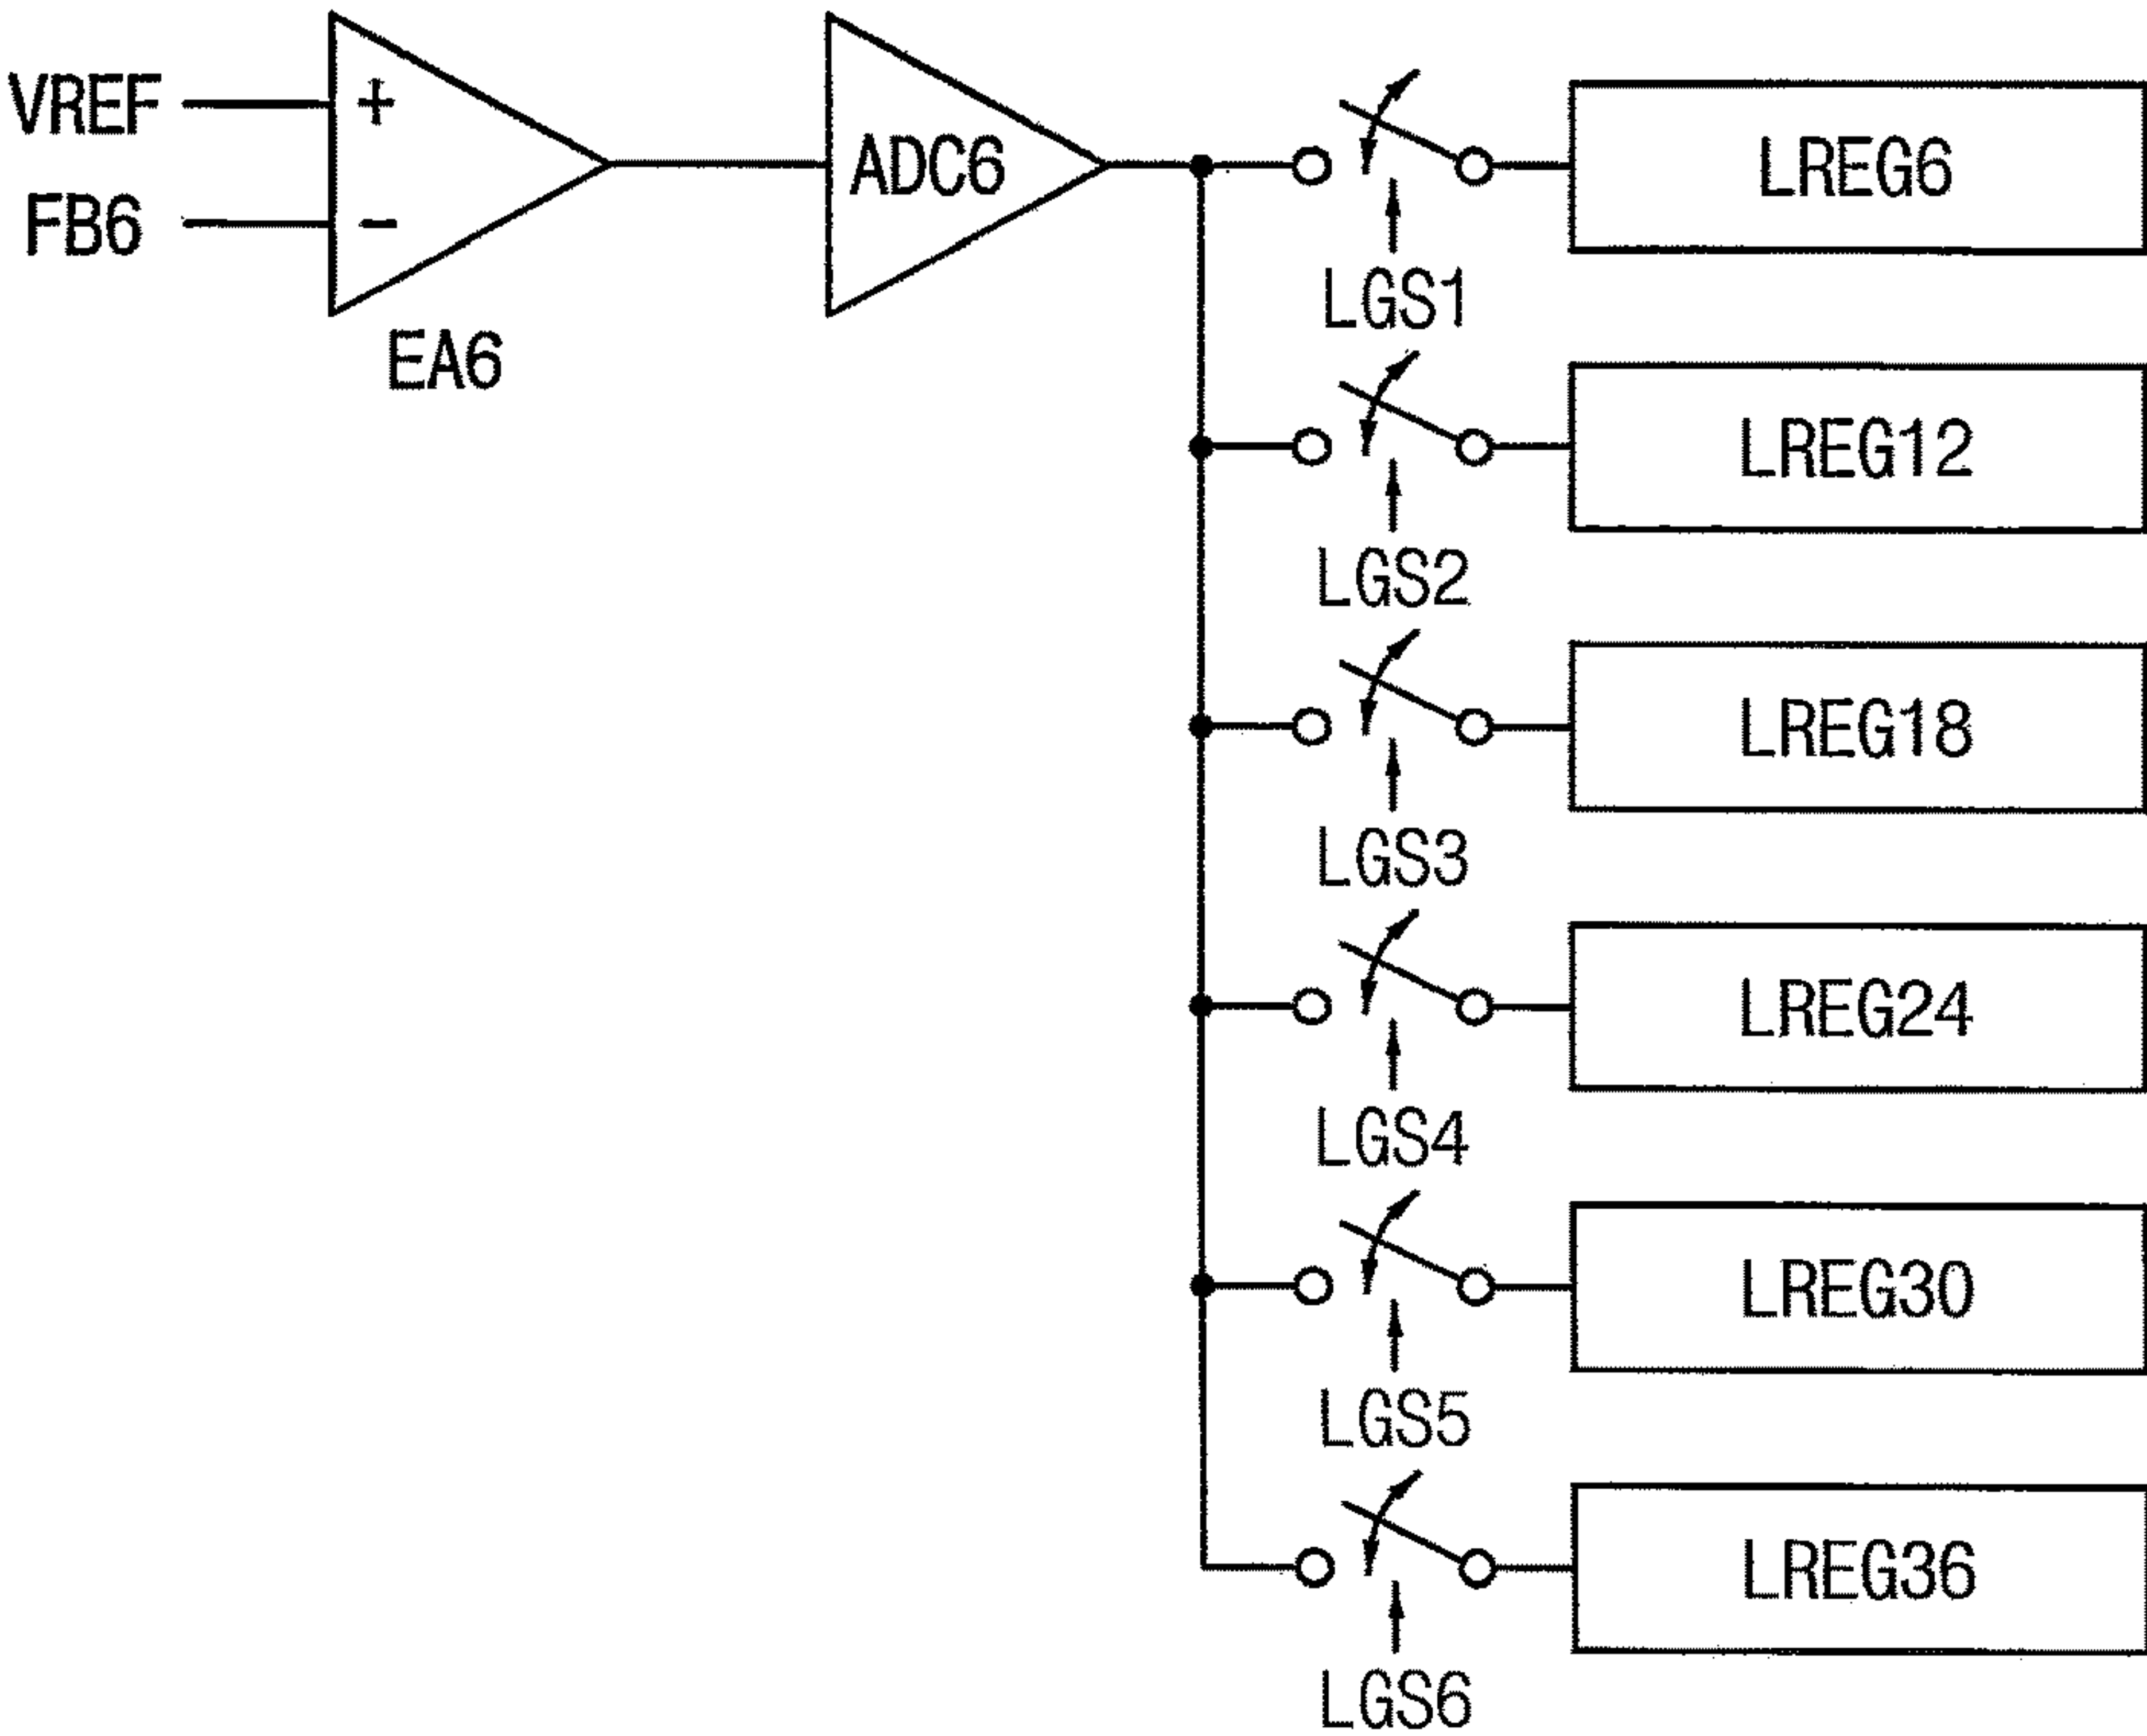 VREF
+
ADC6
LREG6
FB6
-
LGS1
EA6
LREG12
LGS2
LREG18
LGS3
LREG24
LGS4
LREG30
LGS5
LREG36
LGS6